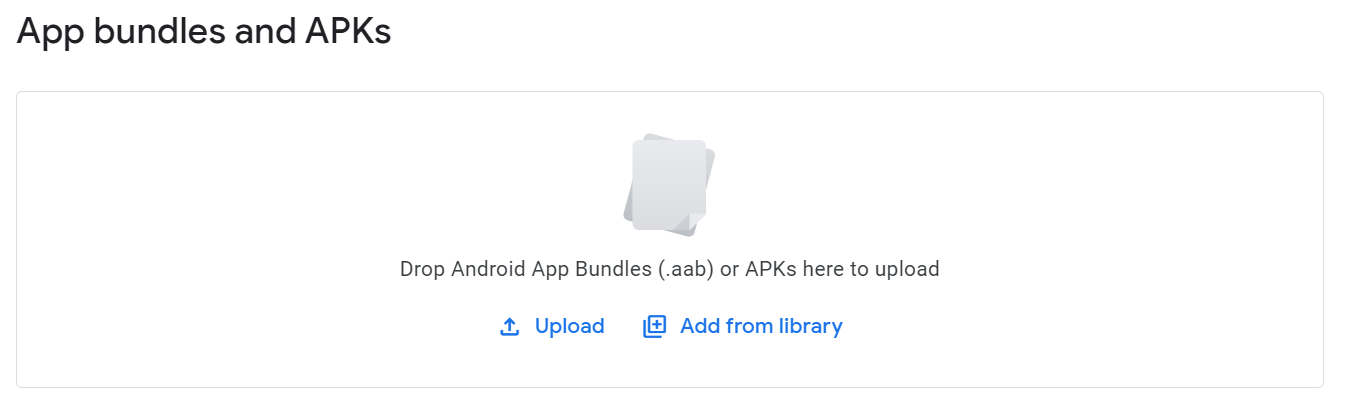 App bundles and APKs
Drop Android App Bundles (.aab) or APKs here to upload
Upload Add from library